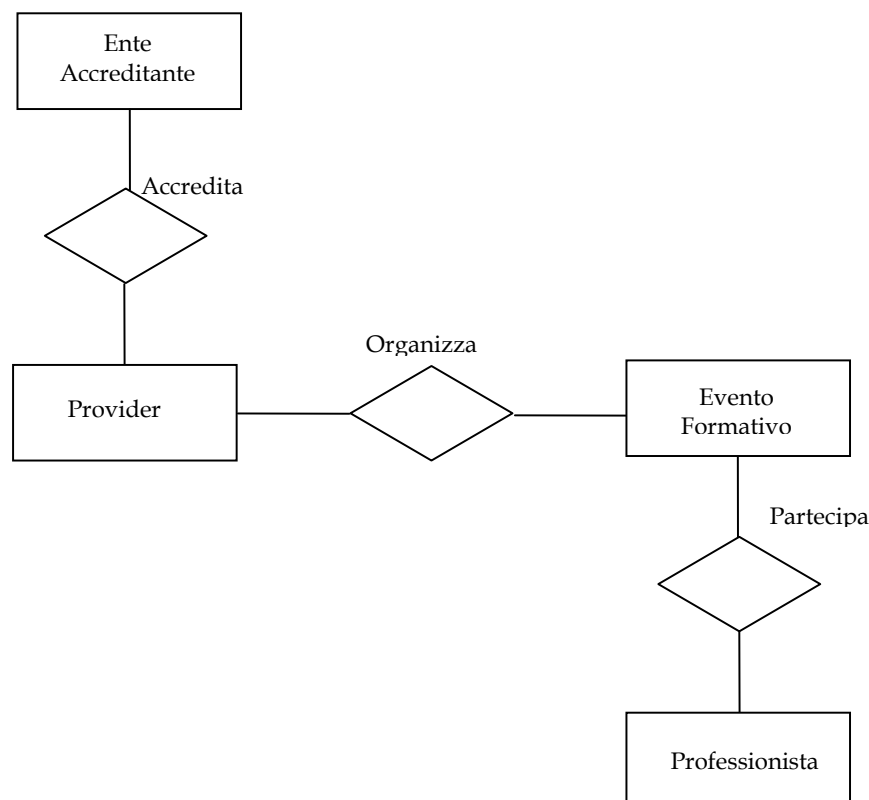 Ente
Accreditante
Accredita
Organizza
Provider
Evento
Formativo
Partecipa
Professionista